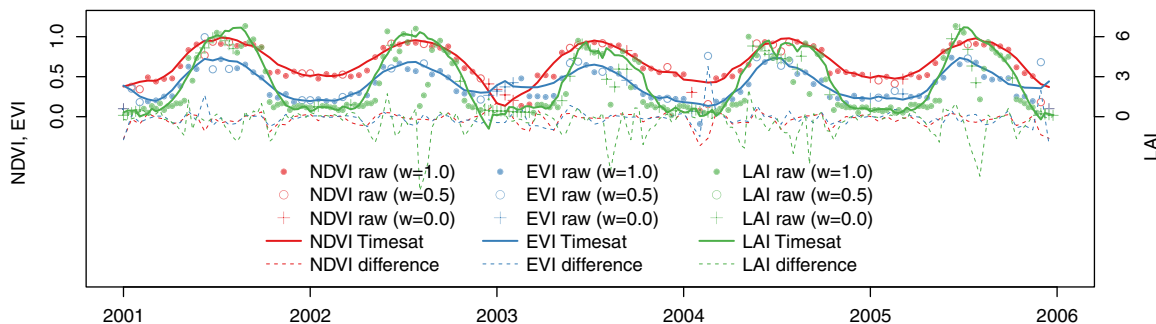 NDVI, EVI
1.0
0.5
0.0
6
3
0
LAI
NDVI raw (w=1.0) EVI raw (w=1.0) LAI raw (w=1.0)
NDVI raw (w=0.5) EVI raw (w=0.5) LAI raw (w=0.5)
NDVI raw (w=0.0) EVI raw (w=0.0) LAI raw (w=0.0)
NDVI Timesat EVI Timesat LAI Timesat
NDVI difference EVI difference LAI difference
2001 2002 2003 2004 2005 2006